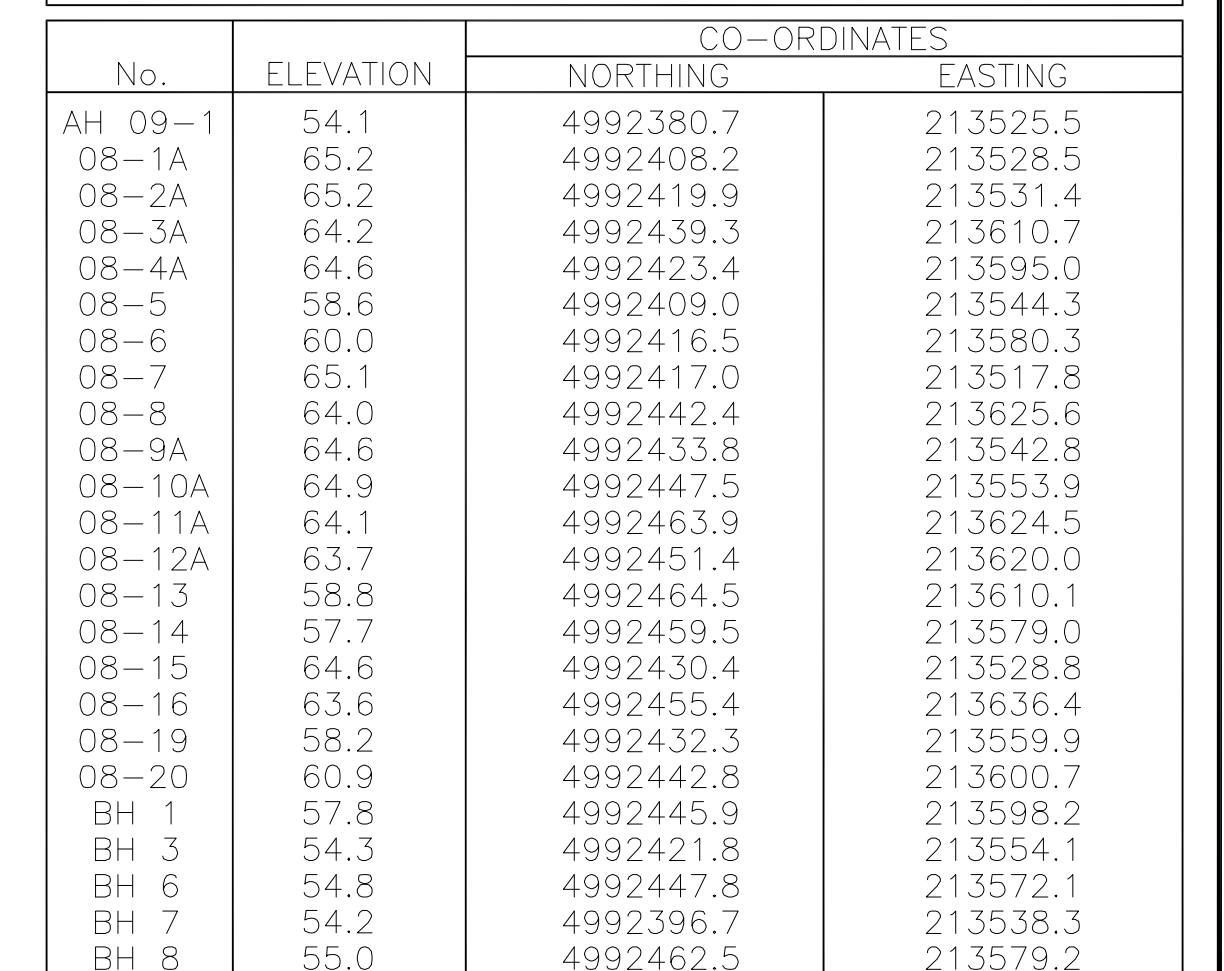 CO-ORDINATES
No. ELEVATION NORTHING EASTING
AH 09-1 54.1 4992380.7 213525.5
08-1A 65.2 4992408.2 213528.5
08-2A 65.2 4992419.9 213531.4
08-3A 64.2 4992439.3 213610.7
08-4A 64.6 4992423.4 213595.0
08-5 58.6 4992409.0 213544.3
08-6 60.0 4992416.5 213580.3
08-7 65.1 4992417.0 213517.8
08-8 64.0 4992442.4 213625.6
08-9A 64.6 4992433.8 213542.8
08-10A 64.9 4992447.5 213553.9
08-11A 64.1 4992463.9 213624.5
08-12A 63.7 4992451.4 213620.0
08-13 58.8 4992464.5 213610.1
08-14 57.7 4992459.5 213579.0
08-15 64.6 4992430.4 213528.8
08-16 63.6 4992455.4 213636.4
08-19 58.2 4992432.3 213559.9
08-20 60.9 4992442.8 213600.7
BH 1 57.8 4992445.9 213598.2
BH 3 54.3 4992421.8 213554.1
BH 6 54.8 4992447.8 213572.1
BH 7 54.2 4992396.7 213538.3
BH 8 55.0 4992462.5 213579.2